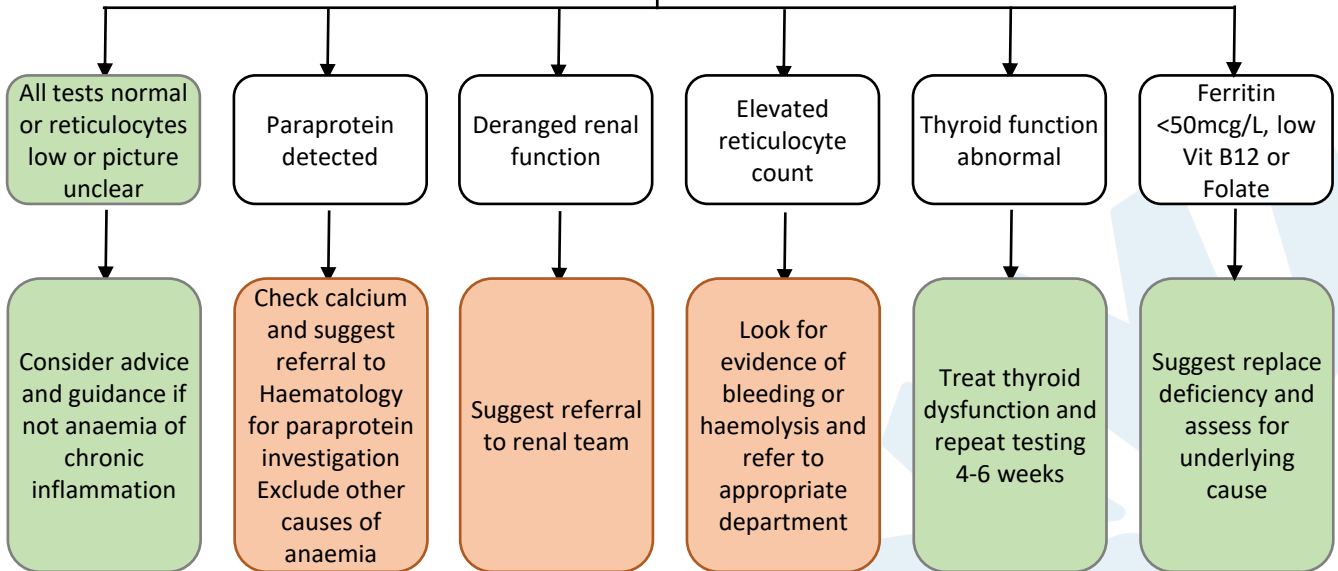 All tests normal
or reticulocytes
low or picture
unclear
Paraprotein
detected
Deranged renal
function
Elevated
reticulocyte
count
Thyroid function
abnormal
Ferritin
<50mcg/L, low
Vit B12 or
Folate
Consider advice
and guidance if
not anaemia of
chronic
inflammation
Check calcium
and suggest
referral to
Haematology
for paraprotein
investigation
Exclude other
causes of
anaemia
Suggest referral
to renal team
Look for
evidence of
bleeding or
haemolysis and
refer to
appropriate
department
Treat thyroid
dysfunction and
repeat testing
4-6 weeks
Suggest replace
deficiency and
assess for
underlying
cause